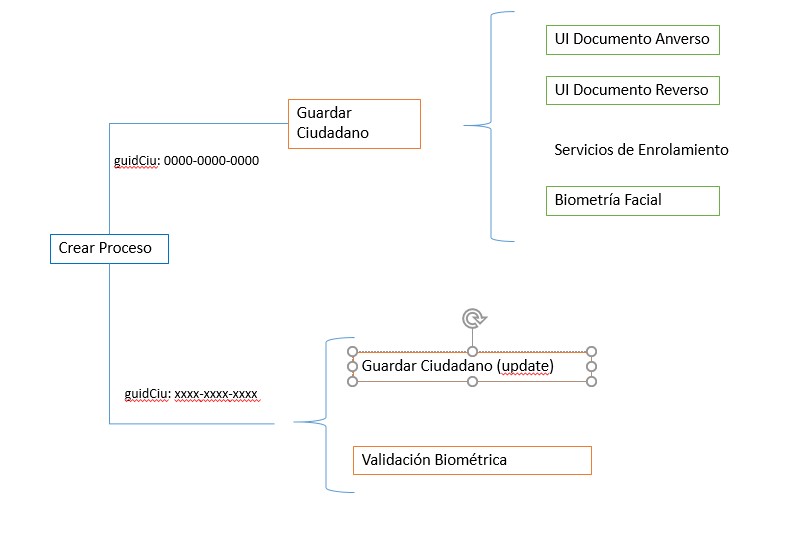 UI Documento Anverso
UI Documento Reverso
Guardar
Ciudadano
Servicios de Enrolamiento
guidCiu: 0000-0000-0000
Biometría Facial
Crear Proceso
Guardar Ciudadano (update)
guidCiu: xxxx-xxxx-xxxx
Validación Biométrica